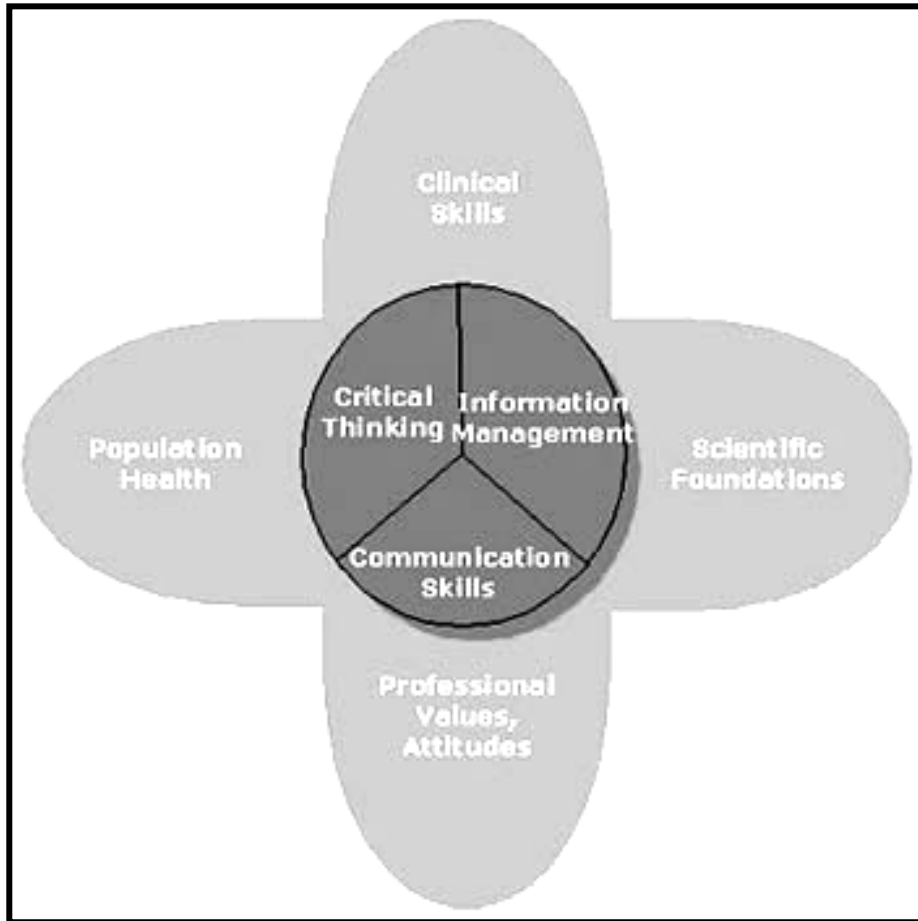 Clinical
Skills
Critical
Thinking
Information
Management
Population
Health
Scientific
Foundations
Communication
Skills
Professional
Values,
Attitudes